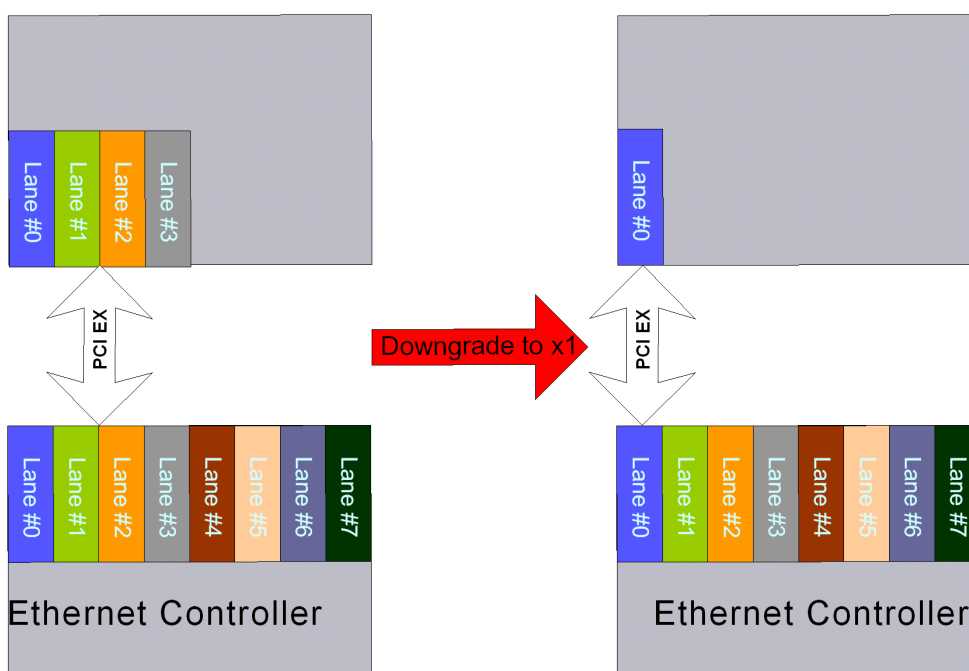 Lane #0
Lane #1
Lane #2
Lane #3
PCI EX
Lane #0
Lane #1
Lane #2
Lane #3
Lane #4
Lane #5
Lane #6
Lane #7
Ethernet Controller
Downgrade to x1
Lane #0
PCI EX
Lane #0
Lane #1
Lane #2
Lane #3
Lane #4
Lane #5
Lane #6
Lane #7
Ethernet Controller